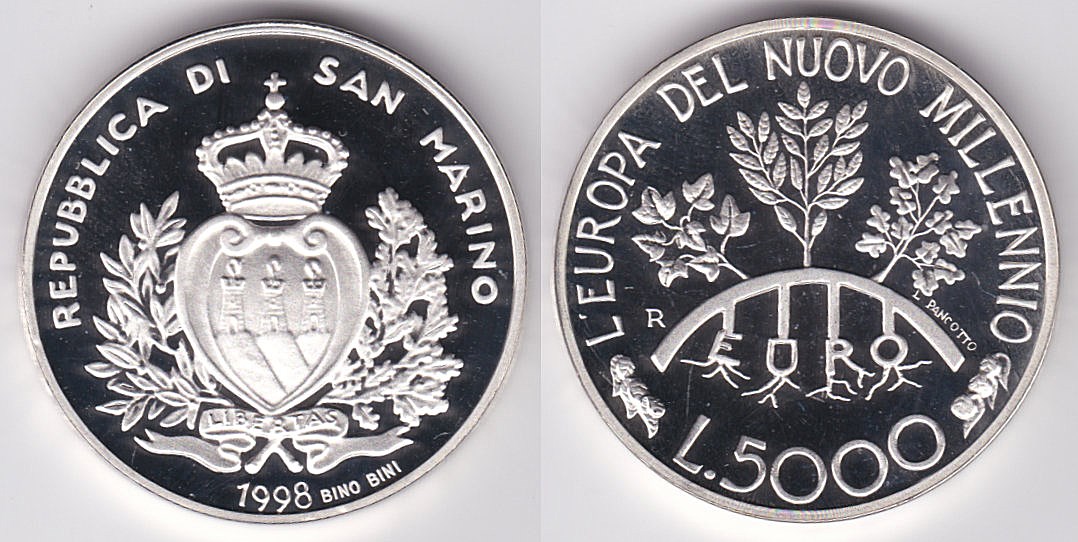 REPUBBLICA DI SAN MARINO
LIBERTAS
1998 BINO BINI
L'EUROPA DEL NUOVO MILLENNIO
R
L. PANCOTTO
EURO
L.5000